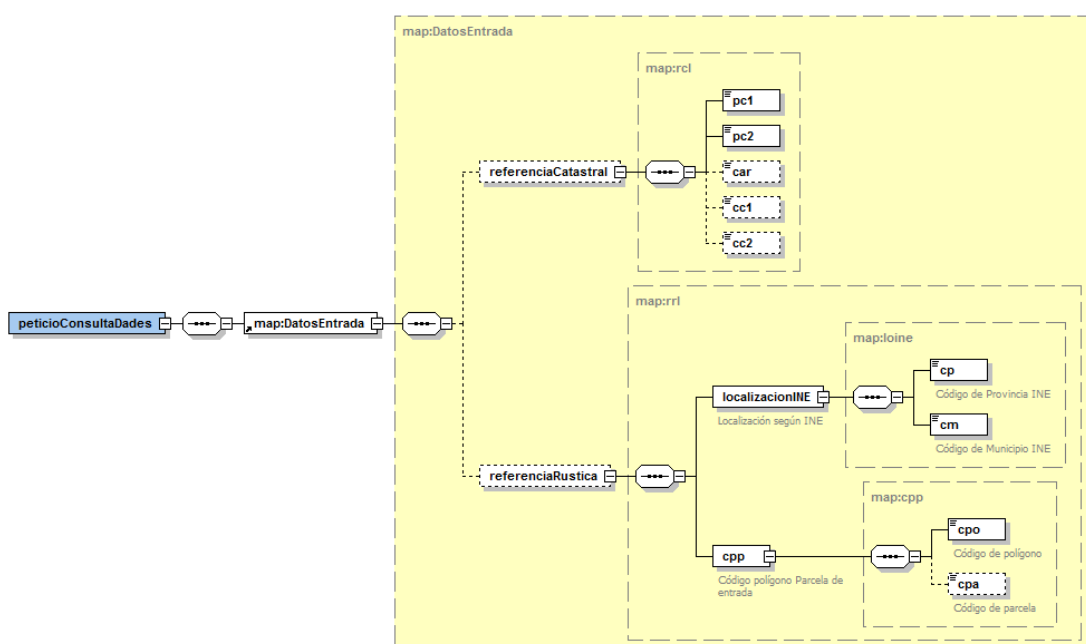 map:DatosEntrada
map:rcl
pc1
pc2
referenciaCatastral
car
cc1
cc2
map:rrl
peticioConsultaDades
map:DatosEntrada
map:loine
cp
Código de Provincia INE
localizacionINE
Localización según INE
cm
Código de Municipio INE
referenciaRustica
map:cpp
cpo
Código de polígono
cpp
Código polígono Parcela de
entrada
cpa
Código de parcela